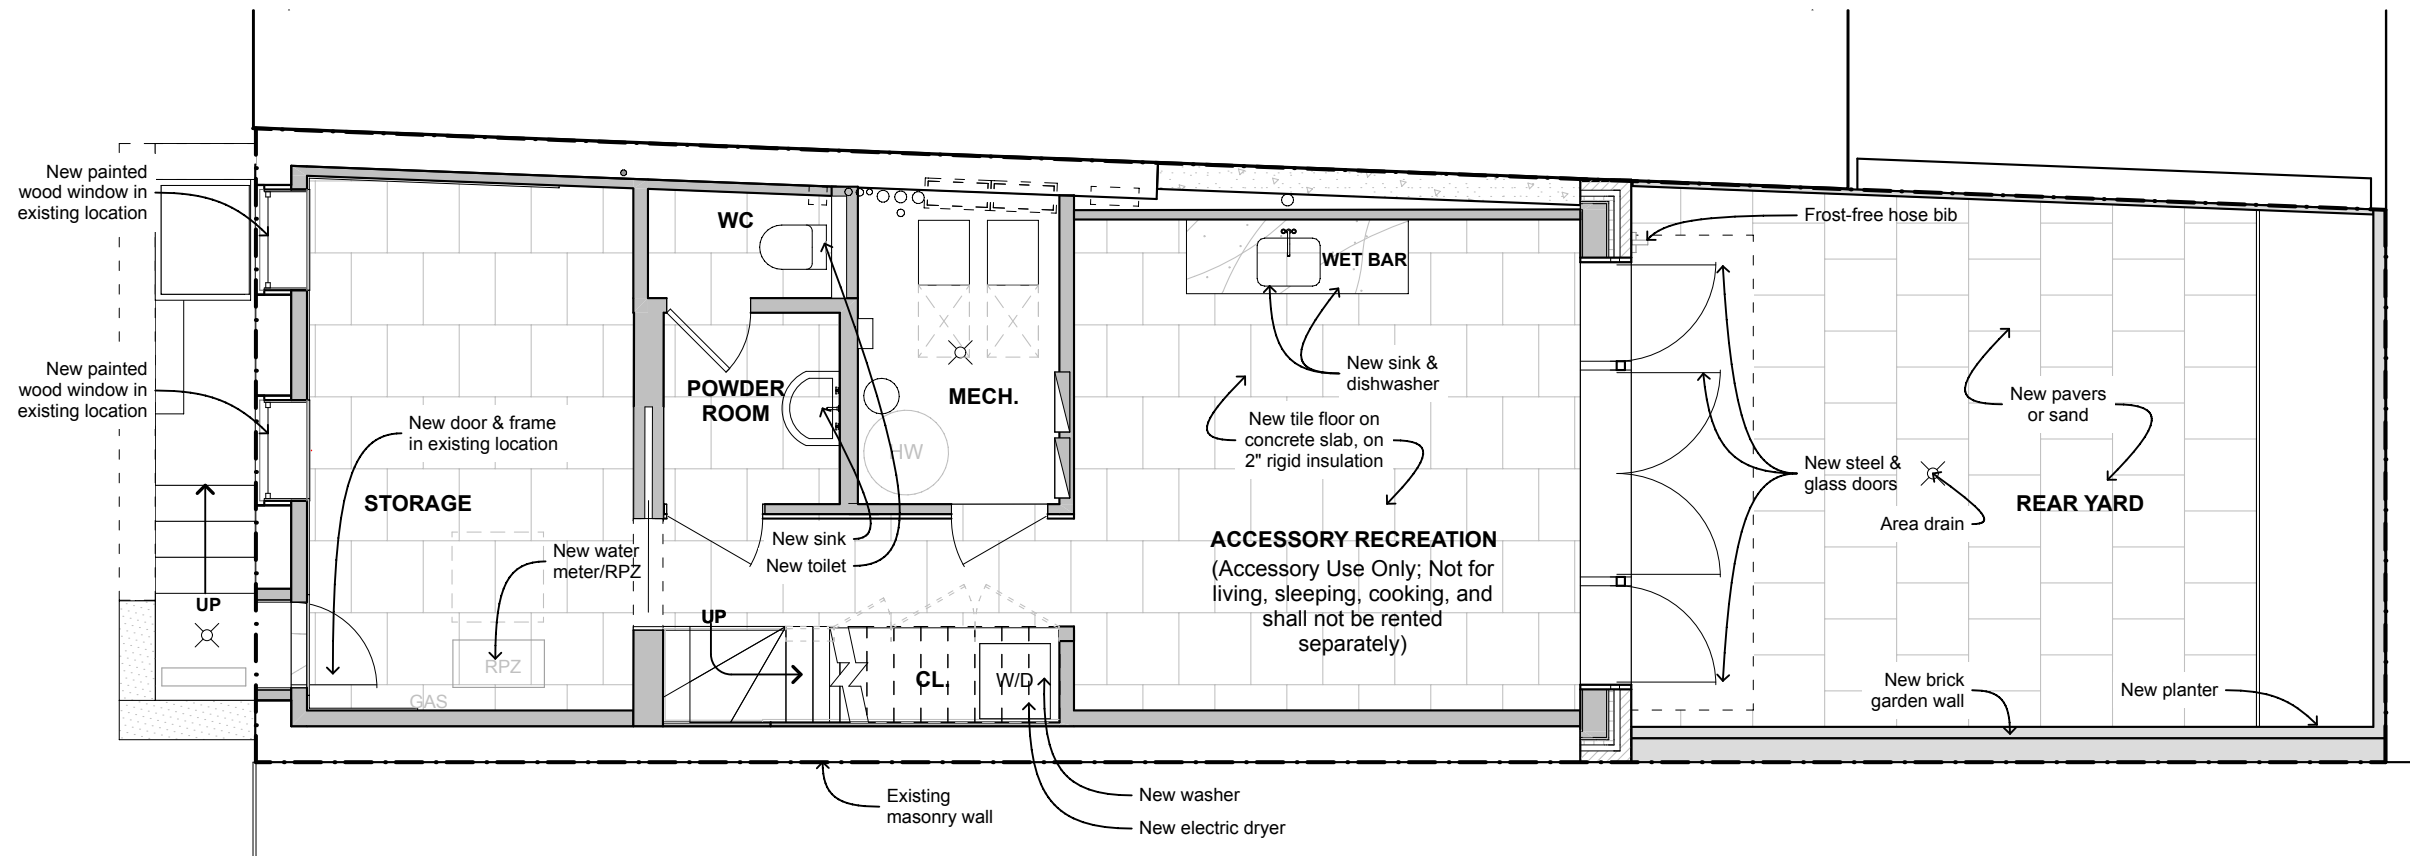 New painted
wood window in
existing location
New painted
wood window in
existing location
New door & frame
in existing location
STORAGE
New water
meter/RPZ
RPZ
GAS
UP
WC
POWDER
ROOM
MECH.
HW
New sink
New toilet
UP
CL.
W/D
WET BAR
New sink &
dishwasher
New tile floor on
concrete slab, on
2" rigid insulation
ACCESSORY RECREATION
(Accessory Use Only; Not for
living, sleeping, cooking, and
shall not be rented
separately)
Frost-free hose bib
New pavers
or sand
New steel &
glass doors
Area drain
REAR YARD
New brick
garden wall
New planter
Existing
masonry wall
New washer
New electric dryer